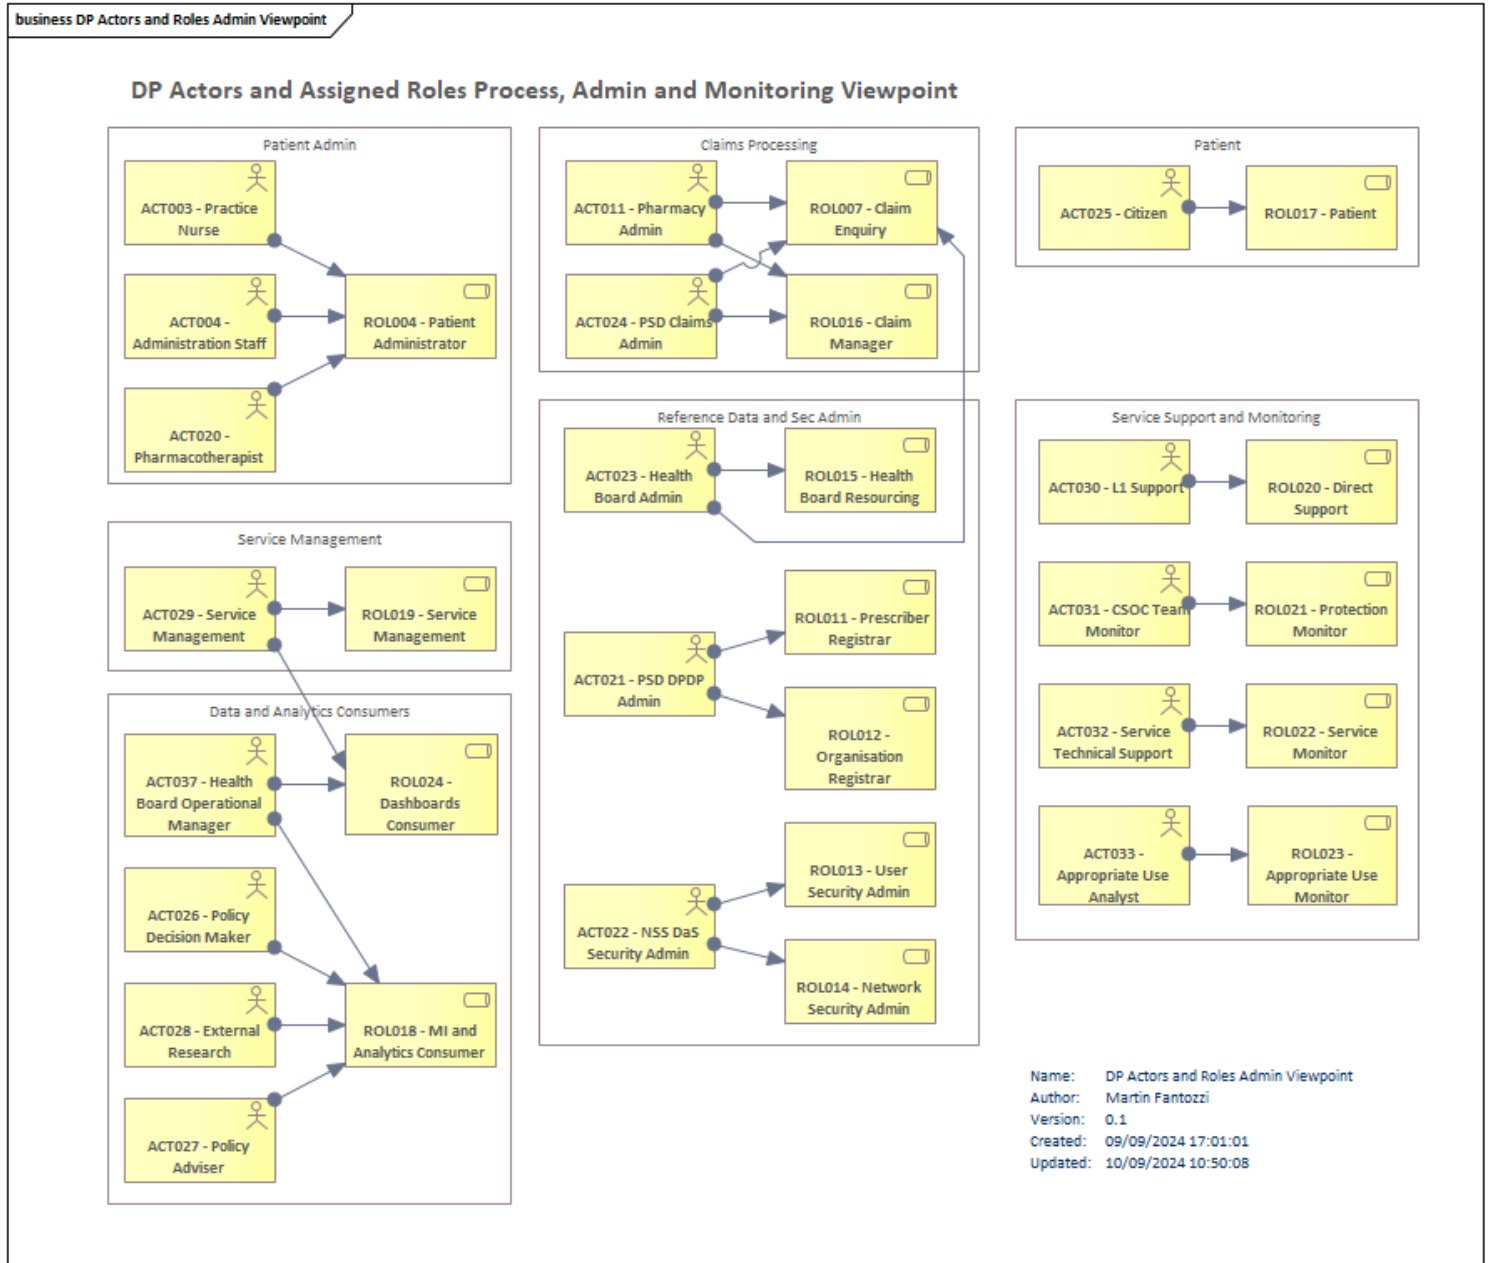 business DP Actors and Roles Admin Viewpoint
DP Actors and Assigned Roles Process, Admin and Monitoring Viewpoint
Patient Admin
ACT003 - Practice
Nurse
ACT004 -
Administration Staff
ROL004 - Patient
Administrator
ACT020 -
Pharmacotherapist
Claims Processing
ACT011 - Pharmacy
Admin
ROL007 - Claim
Enquiry
ACT024 - PSD Claims
Admin
ROL016 - Claim
Manager
Patient
ACT025 - Citizen
ROL017 - Patient
Service Management
ACT029 - Service
Management
ROL019 - Service
Management
Data and Analytics Consumers
ACT037 - Health
Board Operational
Manager
ROL024 -
Dashboards
Consumer
ACT026 - Policy
Decision Maker
ACT028 - External
Research
ROL018 - MI and
Analytics Consumer
ACT027 - Policy
Adviser
Reference Data and Sec Admin
ACT023 - Health
Board Admin
ROL015 - Health
Board Resourcing
ROL011 - Prescriber
Registrar
ACT021 - PSD DPDP
Admin
ROL012 -
Organisation
Registrar
ROL013 - User
Security Admin
ACT022 - NSS DaS
Security Admin
ROL014 - Network
Security Admin
Service Support and Monitoring
ACT030 - L1 Support
ROL020 - Direct
Support
ACT031 - CSOC Team
Monitor
ROL021 - Protection
Monitor
ACT032 - Service
Technical Support
ROL022 - Service
Monitor
ACT033 -
Appropriate Use
Analyst
ROL023 -
Appropriate Use
Monitor
Name: DP Actors and Roles Admin Viewpoint
Author: Martin Fantozzi
Version: 0.1
Created: 09/09/2024 17:01:01
Updated: 10/09/2024 10:50:08